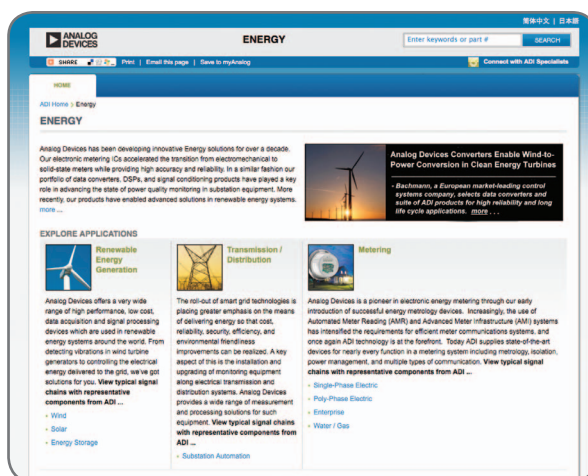 简体中文 | 日本語
ANALOG
DEVICES
ENERGY
Enter keywords or part #
SEARCH
SHARE
Print | Email this page | Save to myAnalog
Connect with ADI Specialists
HOME
ADI Home > Energy
ENERGY
Analog Devices has been developing innovative Energy solutions for over a decade.
Our electronic metering ICs accelerated the transition from electromechanical to
solid-state meters while providing high accuracy and reliability. In a similar fashion our
portfolio of data converters, DSPs, and signal conditioning products have played a key
role in advancing the state of power quality monitoring in substation equipment. More
recently, our products have enabled advanced solutions in renewable energy systems.
more ...
Analog Devices Converters Enable Wind-to-
Power Conversion in Clean Energy Turbines
- Bachmann, a European market-leading control
systems company, selects data converters and
suite of ADI products for high reliability and long
life cycle applications. more . . .
EXPLORE APPLICATIONS
Renewable
Energy
Generation
Analog Devices offers a very wide
range of high performance, low cost,
data acquisition and signal processing
devices which are used in renewable
energy systems around the world. From
detecting vibrations in wind turbine
generators to controlling the electrical
energy delivered to the grid, we've got
solutions for you. View typical signal
chains with representative
components from ADI ...
Wind
Solar
Energy Storage
Transmission /
Distribution
The roll-out of smart grid technologies is
placing greater emphasis on the means
of delivering energy so that cost,
reliability, security, efficiency, and
environmental friendliness
improvements can be realized. A key
aspect of this is the installation and
upgrading of monitoring equipment
along electrical transmission and
distribution systems. Analog Devices
provides a wide range of measurement
and processing solutions for such
equipment. View typical signal chains
with representative components from
ADI ...
Substation Automation
Metering
Analog Devices is a pioneer in electronic energy metering through our early
introduction of successful energy metrology devices. Increasingly, the use of
Automated Meter Reading (AMR) and Advanced Meter Infrastructure (AMI) systems
has intensified the requirements for efficient meter communications systems, and
once again ADI technology is at the forefront. Today ADI supplies state-of-the-art
devices for nearly every function in a metering system including metrology, isolation,
power management, and multiple types of communication. View typical signal
chains with representative components from ADI ...
Single-Phase Electric
Poly-Phase Electric
Enterprise
Water / Gas